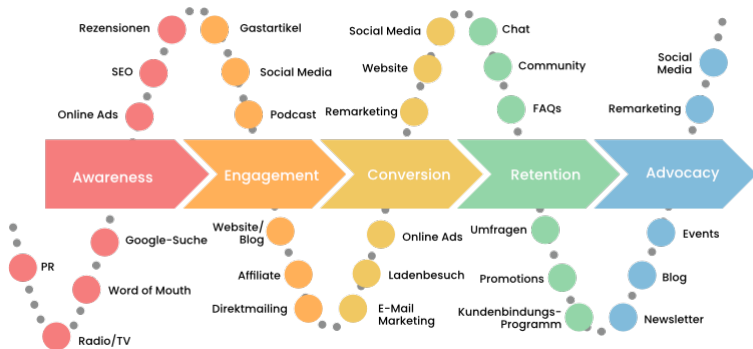 Rezensionen
Gastartikel
SEO
Social Media
Online Ads
Podcast
Social Media
Chat
Website
Community
Remarketing
FAQs
Social
Media
Remarketing
Awareness
Engagement
Conversion
Retention
Advocacy
PR
Google-Suche
Word of Mouth
Radio/TV
Website/
Blog
Affiliate
Direktmailing
Online Ads
Ladenbesuch
E-Mail
Marketing
Umfragen
Promotions
Kundenbindungs-
Programm
Events
Blog
Newsletter